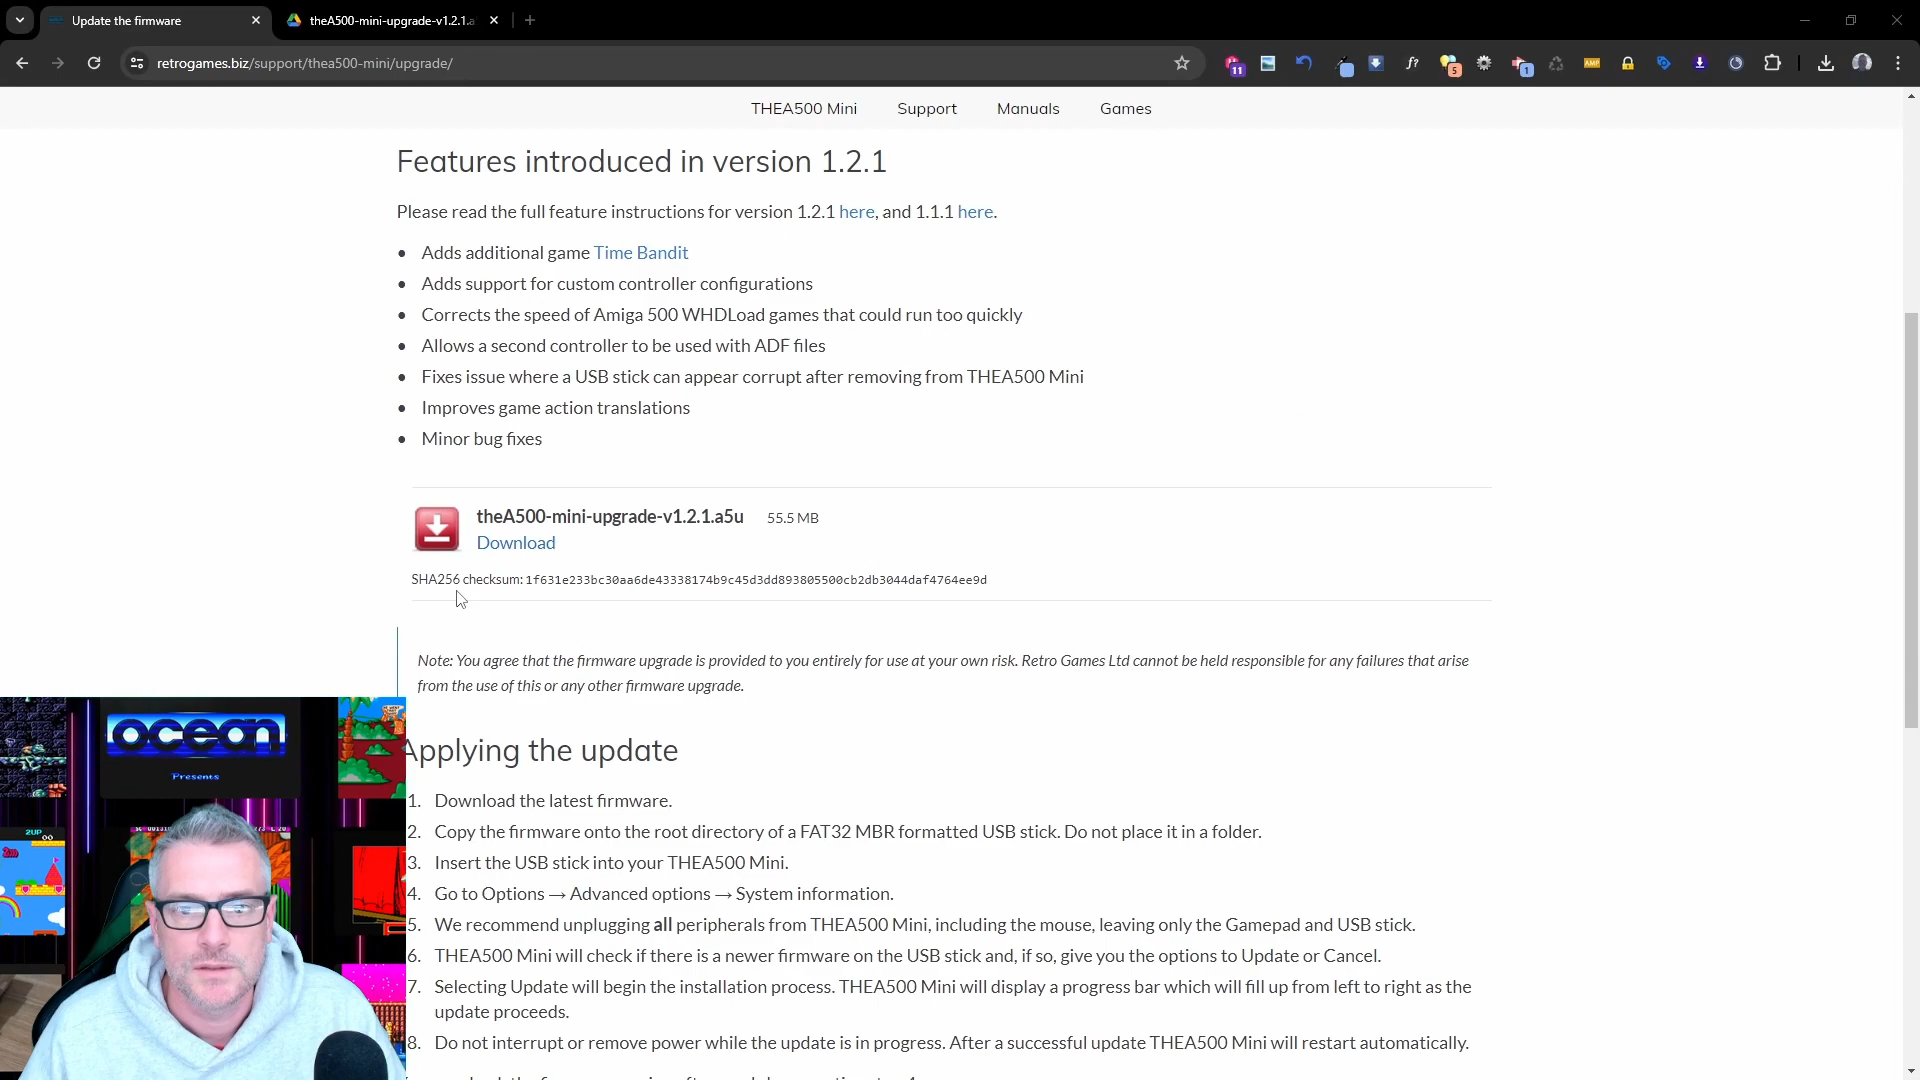 Update the firmware
theA500-mini-upgrade-v1.2.1.a
retrogames.biz/support/thea500-mini/upgrade/
11
f?
5
1
AMP
THEA500 Mini Support Manuals Games
Features introduced in version 1.2.1
Please read the full feature instructions for version 1.2.1 here, and 1.1.1 here.
• Adds additional game Time Bandit
• Adds support for custom controller configurations
• Corrects the speed of Amiga 500 WHDLoad games that could run too quickly
• Allows a second controller to be used with ADF files
• Fixes issue where a USB stick can appear corrupt after removing from THEA500 Mini
• Improves game action translations
• Minor bug fixes
theA500-mini-upgrade-v1.2.1.a5u 55.5 MB
Download
SHA256 checksum: 1f631e233bc30aa6de43338174b9c45d3dd893805500cb2db3044daf4764ee9d
Note: You agree that the firmware upgrade is provided to you entirely for use at your own risk. Retro Games Ltd cannot be held responsible for any failures that arise
from the use of this or any other firmware upgrade.
ocean
Presents
2UP
00
Applying the update
1. Download the latest firmware.
2. Copy the firmware onto the root directory of a FAT32 MBR formatted USB stick. Do not place it in a folder.
3. Insert the USB stick into your THEA500 Mini.
4. Go to Options → Advanced options → System information.
5. We recommend unplugging all peripherals from THEA500 Mini, including the mouse, leaving only the Gamepad and USB stick.
6. THEA500 Mini will check if there is a newer firmware on the USB stick and, if so, give you the options to Update or Cancel.
7. Selecting Update will begin the installation process. THEA500 Mini will display a progress bar which will fill up from left to right as the
update proceeds.
8. Do not interrupt or remove power while the update is in progress. After a successful update THEA500 Mini will restart automatically.